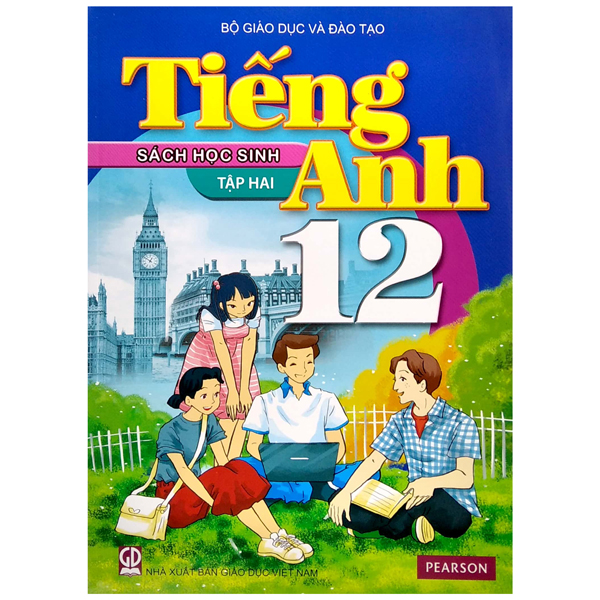 BỘ GIÁO DỤC VÀ ĐÀO TẠO
Tiếng
Anh
SÁCH HỌC SINH
TẬP HAI
12
GD
NHÀ XUẤT BẢN GIÁO DỤC VIỆT NAM
PEARSON